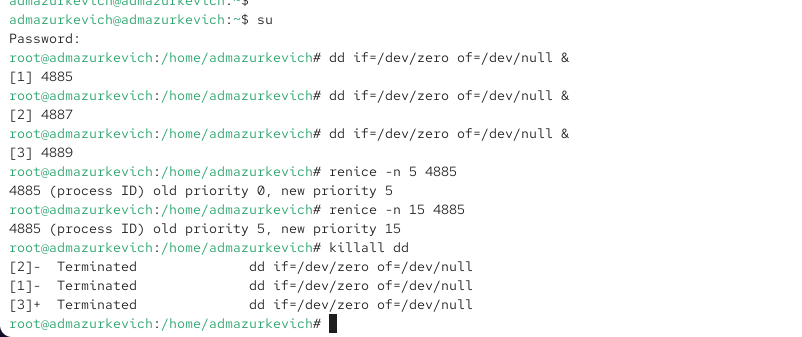 admazurkevich@admazurkevich:~$
admazurkevich@admazurkevich:~$ su
Password:
root@admazurkevich:/home/admazurkevich# dd if=/dev/zero of=/dev/null &
[1] 4885
root@admazurkevich:/home/admazurkevich# dd if=/dev/zero of=/dev/null &
[2] 4887
root@admazurkevich:/home/admazurkevich# dd if=/dev/zero of=/dev/null &
[3] 4889
root@admazurkevich:/home/admazurkevich# renice -n 5 4885
4885 (process ID) old priority 0, new priority 5
root@admazurkevich:/home/admazurkevich# renice -n 15 4885
4885 (process ID) old priority 5, new priority 15
root@admazurkevich:/home/admazurkevich# killall dd
[2]-  Terminated              dd if=/dev/zero of=/dev/null
[1]-  Terminated              dd if=/dev/zero of=/dev/null
[3]+  Terminated              dd if=/dev/zero of=/dev/null
root@admazurkevich:/home/admazurkevich#